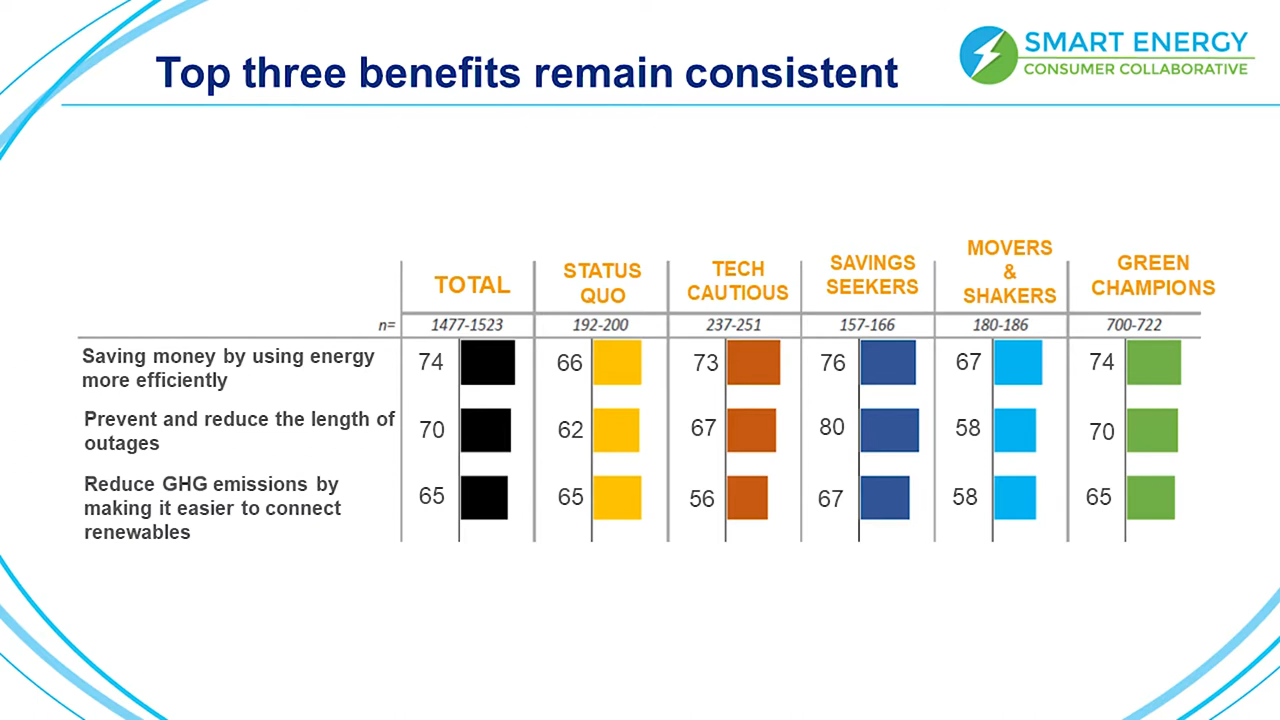 Top three benefits remain consistent
SMART ENERGY
CONSUMER COLLABORATIVE
TOTAL
STATUS
QUO
TECH
CAUTIOUS
SAVINGS
SEEKERS
MOVERS
&
SHAKERS
GREEN
CHAMPIONS
n= 1477-1523 192-200 237-251 157-166 180-186 700-722
Saving money by using energy
more efficiently
74 66 73 76 67 74
Prevent and reduce the length of
outages
70 62 67 80 58 70
Reduce GHG emissions by
making it easier to connect
renewables
65 65 56 67 58 65